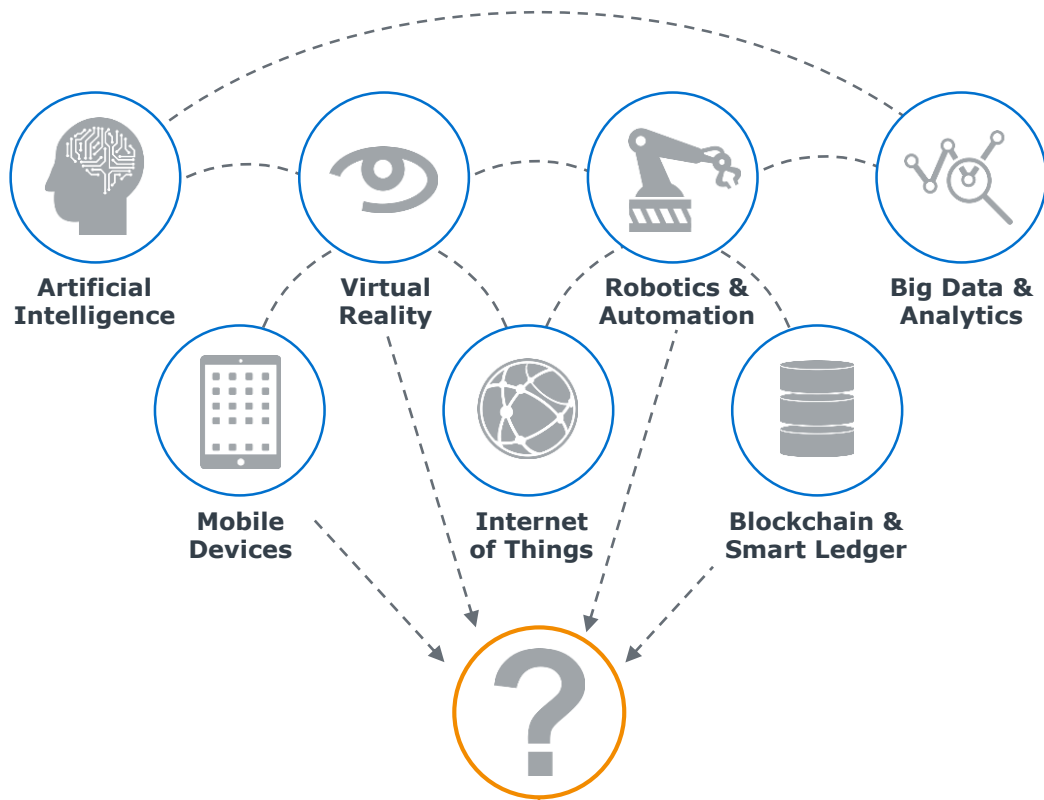 Artificial
Intelligence
Virtual
Reality
Robotics &
Automation
Big Data &
Analytics
Mobile
Devices
Internet
of Things
Blockchain &
Smart Ledger
?